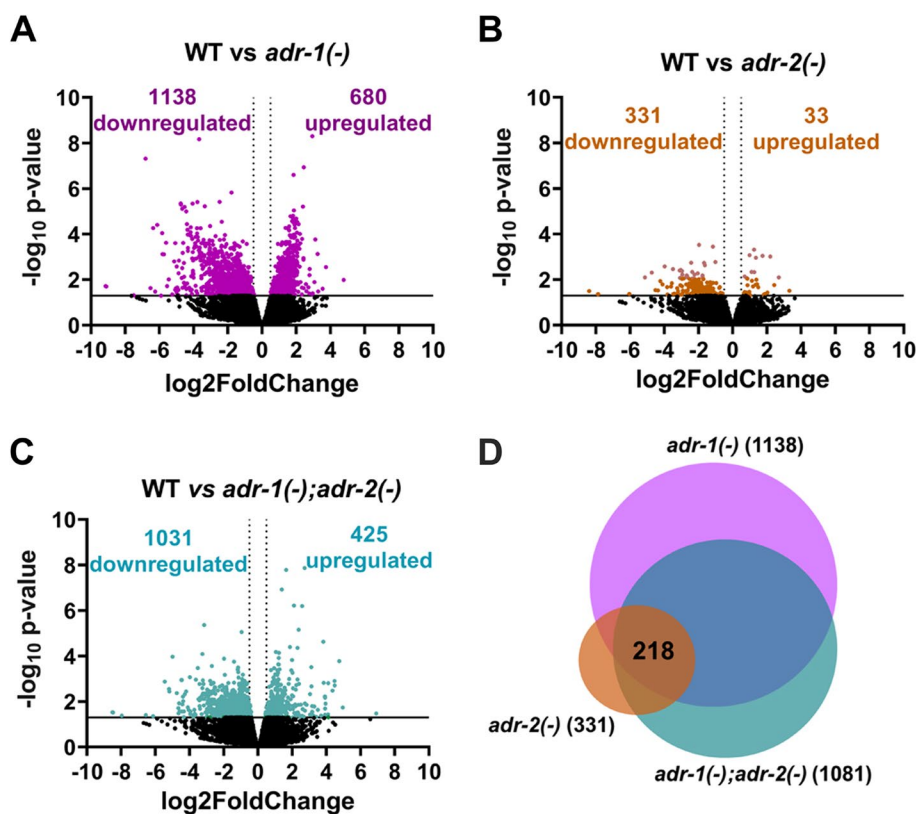 A
WT vs adr-1(-)
1138
downregulated
680
upregulated
10
8
6
4
2
0
-log10 p-value
-10 -8 -6 -4 -2 0 2 4 6 8 10
log2FoldChange
B
WT vs adr-2(-)
331
downregulated
33
upregulated
10
8
6
4
2
0
-log10 p-value
-10 -8 -6 -4 -2 0 2 4 6 8 10
log2FoldChange
C
WT vs adr-1(-);adr-2(-)
1031
downregulated
425
upregulated
10
8
6
4
2
0
-log10 p-value
-10 -8 -6 -4 -2 0 2 4 6 8 10
log2FoldChange
D
adr-1(-) (1138)
218
adr-2(-) (331)
adr-1(-);adr-2(-) (1081)